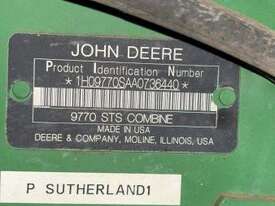 JOHN DEERE
Product Identification Number
*1H09770SAA0736440*
9770 STS COMBINE
MADE IN USA
DEERE & COMPANY, MOLINE, ILLINOIS, USA
P SUTHERLAND1